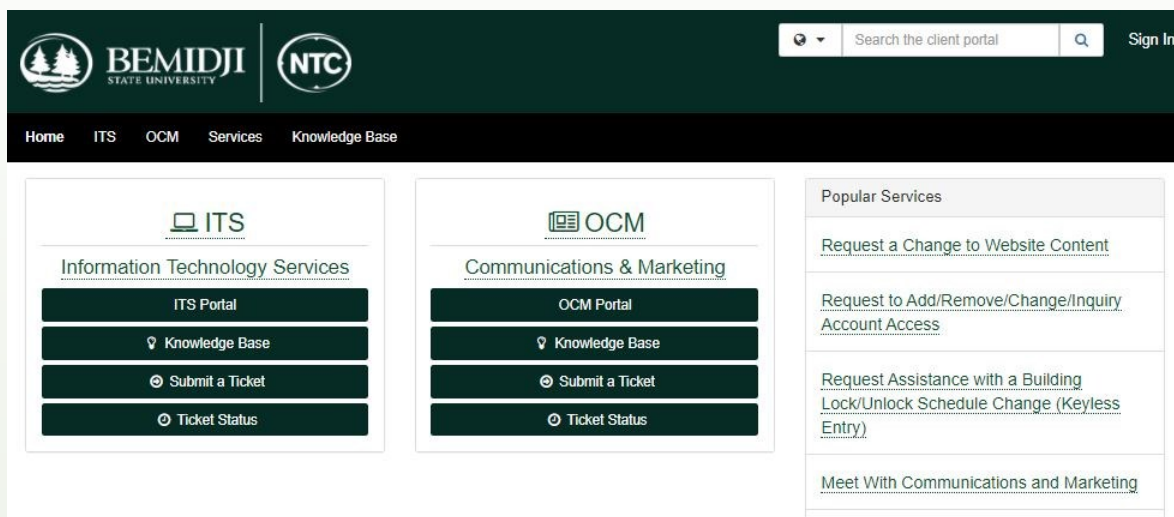 BEMIDJI
STATE UNIVERSITY
NTC
Search the client portal
Sign In
Home ITS OCM Services Knowledge Base
ITS
Information Technology Services
ITS Portal
Knowledge Base
Submit a Ticket
Ticket Status
OCM
Communications & Marketing
OCM Portal
Knowledge Base
Submit a Ticket
Ticket Status
Popular Services
Request a Change to Website Content
Request to Add/Remove/Change/Inquiry
Account Access
Request Assistance with a Building
Lock/Unlock Schedule Change (Keyless
Entry)
Meet With Communications and Marketing